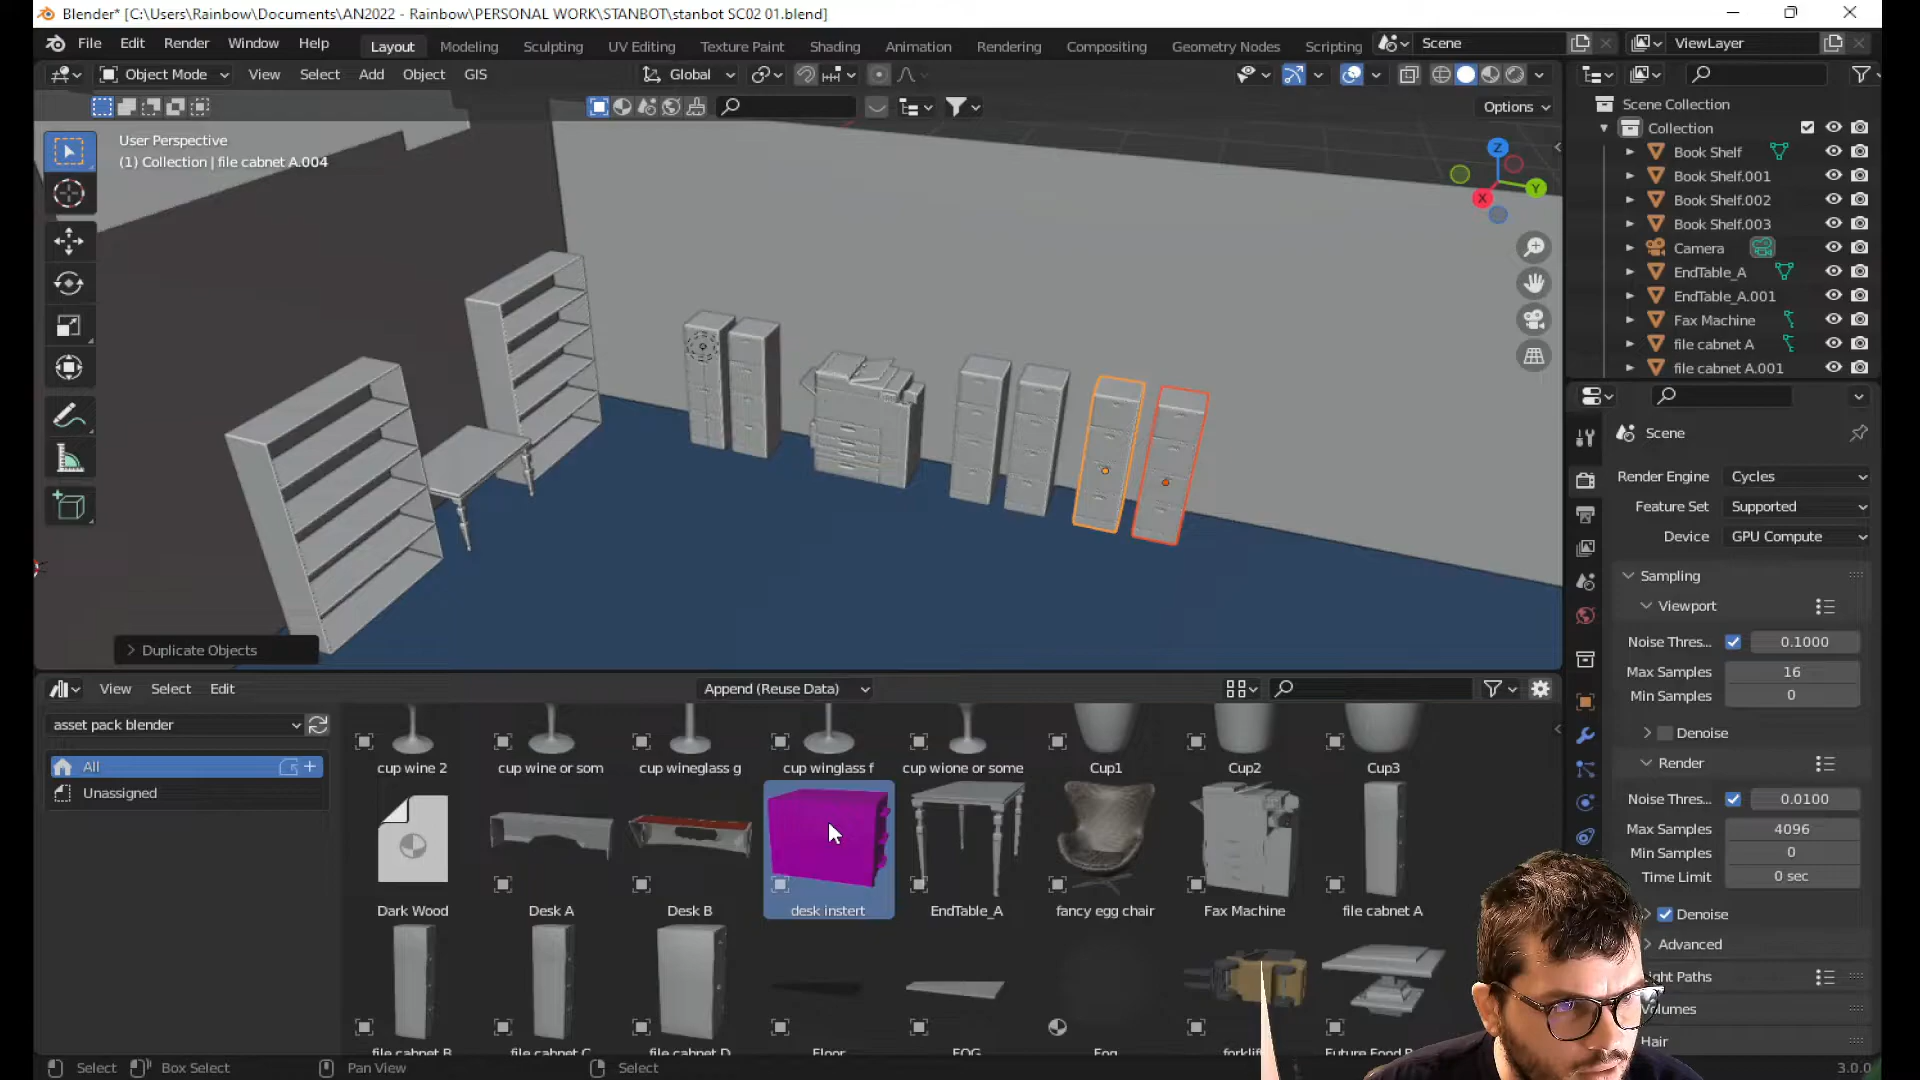 Blender* [C:\Users\Rainbow\Documents\AN2022 - Rainbow\PERSONAL WORK\STANBOT\stanbot SC02 01.blend]
File Edit Render Window Help Layout Modeling Sculpting UV Editing Texture Paint Shading Animation Rendering Compositing Geometry Nodes Scripting Scene ViewLayer
Object Mode View Select Add Object GIS Global
Options
User Perspective
(1) Collection | file cabnet A.004
Z
Y
X
Scene Collection
Collection
Book Shelf
Book Shelf.001
Book Shelf.002
Book Shelf.003
Camera
EndTable_A
EndTable_A.001
Fax Machine
file cabnet A
file cabnet A.001
Scene
Render Engine Cycles
Feature Set Supported
Device GPU Compute
Sampling
Viewport
Noise Thres... 0.1000
Max Samples 16
Min Samples 0
Denoise
Render
Noise Thres... 0.0100
Max Samples 4096
Min Samples 0
Time Limit 0 sec
Denoise
Advanced
ght Paths
Volumes
Hair
Duplicate Objects
View Select Edit Append (Reuse Data)
asset pack blender
All
Unassigned
cup wine 2 cup wine or som cup wineglass g cup winglass f cup wione or some Cup1 Cup2 Cup3
Dark Wood Desk A Desk B desk instert EndTable_A fancy egg chair Fax Machine file cabnet A
file cabnet B file cabnet C file cabnet D Floor FOG Fog forklif Future Food P
Select Box Select Pan View Select 3.0.0